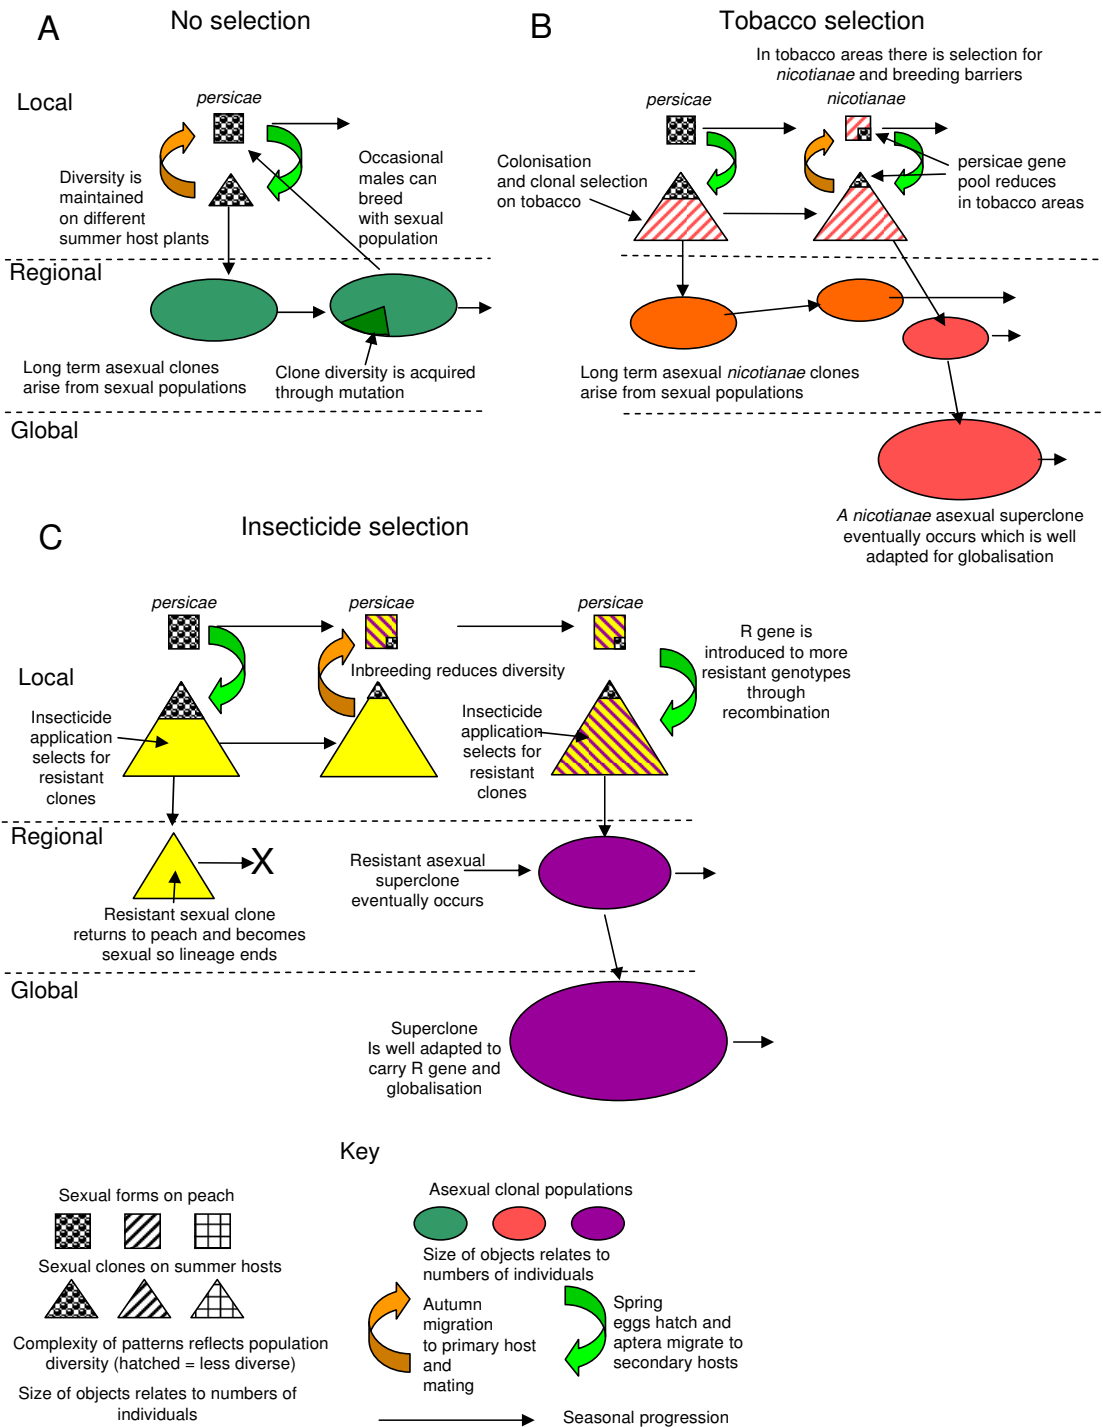 A
No selection
Local
persicae
Diversity is
maintained
on different
summer host plants
Occasional
males can
breed
with sexual
population
Regional
Long term asexual clones
arise from sexual populations
Clone diversity is acquired
through mutation
Global
B
Tobacco selection
In tobacco areas there is selection for
nicotianae and breeding barriers
persicae
nicotianae
Colonisation
and clonal selection
on tobacco
persicae gene
pool reduces
in tobacco areas
Long term asexual nicotianae clones
arise from sexual populations
A nicotianae asexual superclone
eventually occurs which is well
adapted for globalisation
C
Insecticide selection
persicae
persicae
persicae
Local
Inbreeding reduces diversity
R gene is
introduced to more
resistant genotypes
through
recombination
Insecticide
application
selects for
resistant
clones
Insecticide
application
selects for
resistant
clones
Regional
X
Resistant sexual clone
returns to peach and becomes
sexual so lineage ends
Resistant asexual
superclone
eventually occurs
Global
Superclone
Is well adapted to
carry R gene and
globalisation
Key
Sexual forms on peach
Sexual clones on summer hosts
Complexity of patterns reflects population
diversity (hatched = less diverse)
Size of objects relates to numbers of
individuals
Asexual clonal populations
Size of objects relates to
numbers of individuals
Autumn
migration
to primary host
and
mating
Spring
eggs hatch and
aptera migrate to
secondary hosts
Seasonal progression